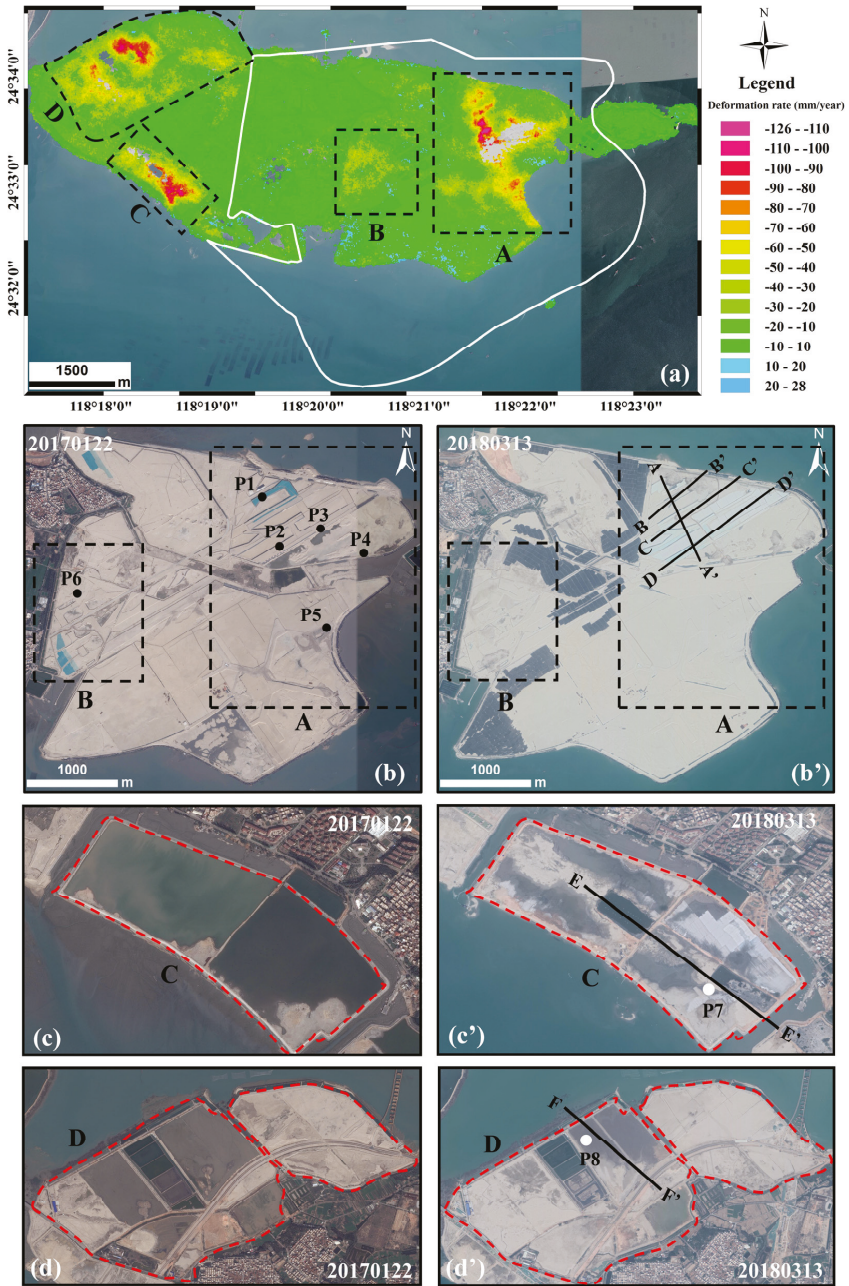 N
Legend
Deformation rate (mm/year)
-126 - -110
-110 - -100
-100 - -90
-90 - -80
-80 - -70
-70 - -60
-60 - -50
-50 - -40
-40 - -30
-30 - -20
-20 - -10
-10 - 10
10 - 20
20 - 28
24°34'0"
24°33'0"
24°32'0"
D
C
B
A
1500
m
(a)
118°18'0" 118°19'0" 118°20'0" 118°21'0" 118°22'0" 118°23'0"
20170122
P1
P2
P3
P4
P5
P6
B
A
1000
m
(b)
20180313
N
A
B'
C'
D'
B
C
D
A'
B
A
1000
m
(b')
20170122
C
(c)
20180313
E
C
P7
E'
(c')
D
(d)
20170122
D
F
P8
F'
(d')
20180313